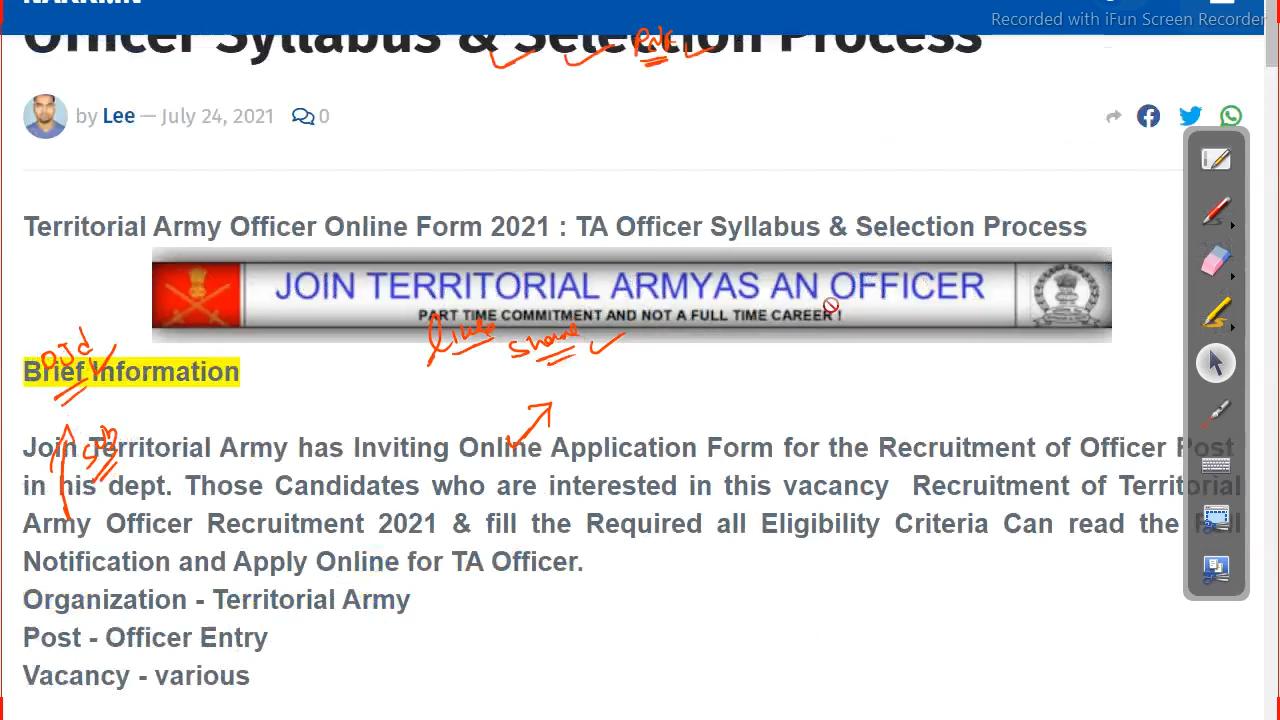 Recorded with iFun Screen Recorder
Officer Syllabus & Selection Process
by Lee — July 24, 2021 0
Territorial Army Officer Online Form 2021 : TA Officer Syllabus & Selection Process
JOIN TERRITORIAL ARMYAS AN OFFICER
PART TIME COMMITMENT AND NOT A FULL TIME CAREER !
like
share
Brief Information
Join Territorial Army has Inviting Online Application Form for the Recruitment of Officer Post
in his dept. Those Candidates who are interested in this vacancy Recruitment of Territorial
Army Officer Recruitment 2021 & fill the Required all Eligibility Criteria Can read the Full
Notification and Apply Online for TA Officer.
Organization - Territorial Army
Post - Officer Entry
Vacancy - various